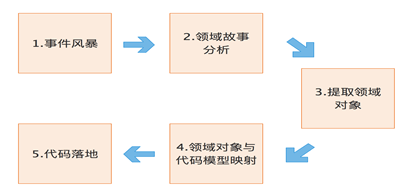 1.事件风暴
2.领域故事
分析
3.提取领域
对象
4.领域对象与
代码模型映射
5.代码落地